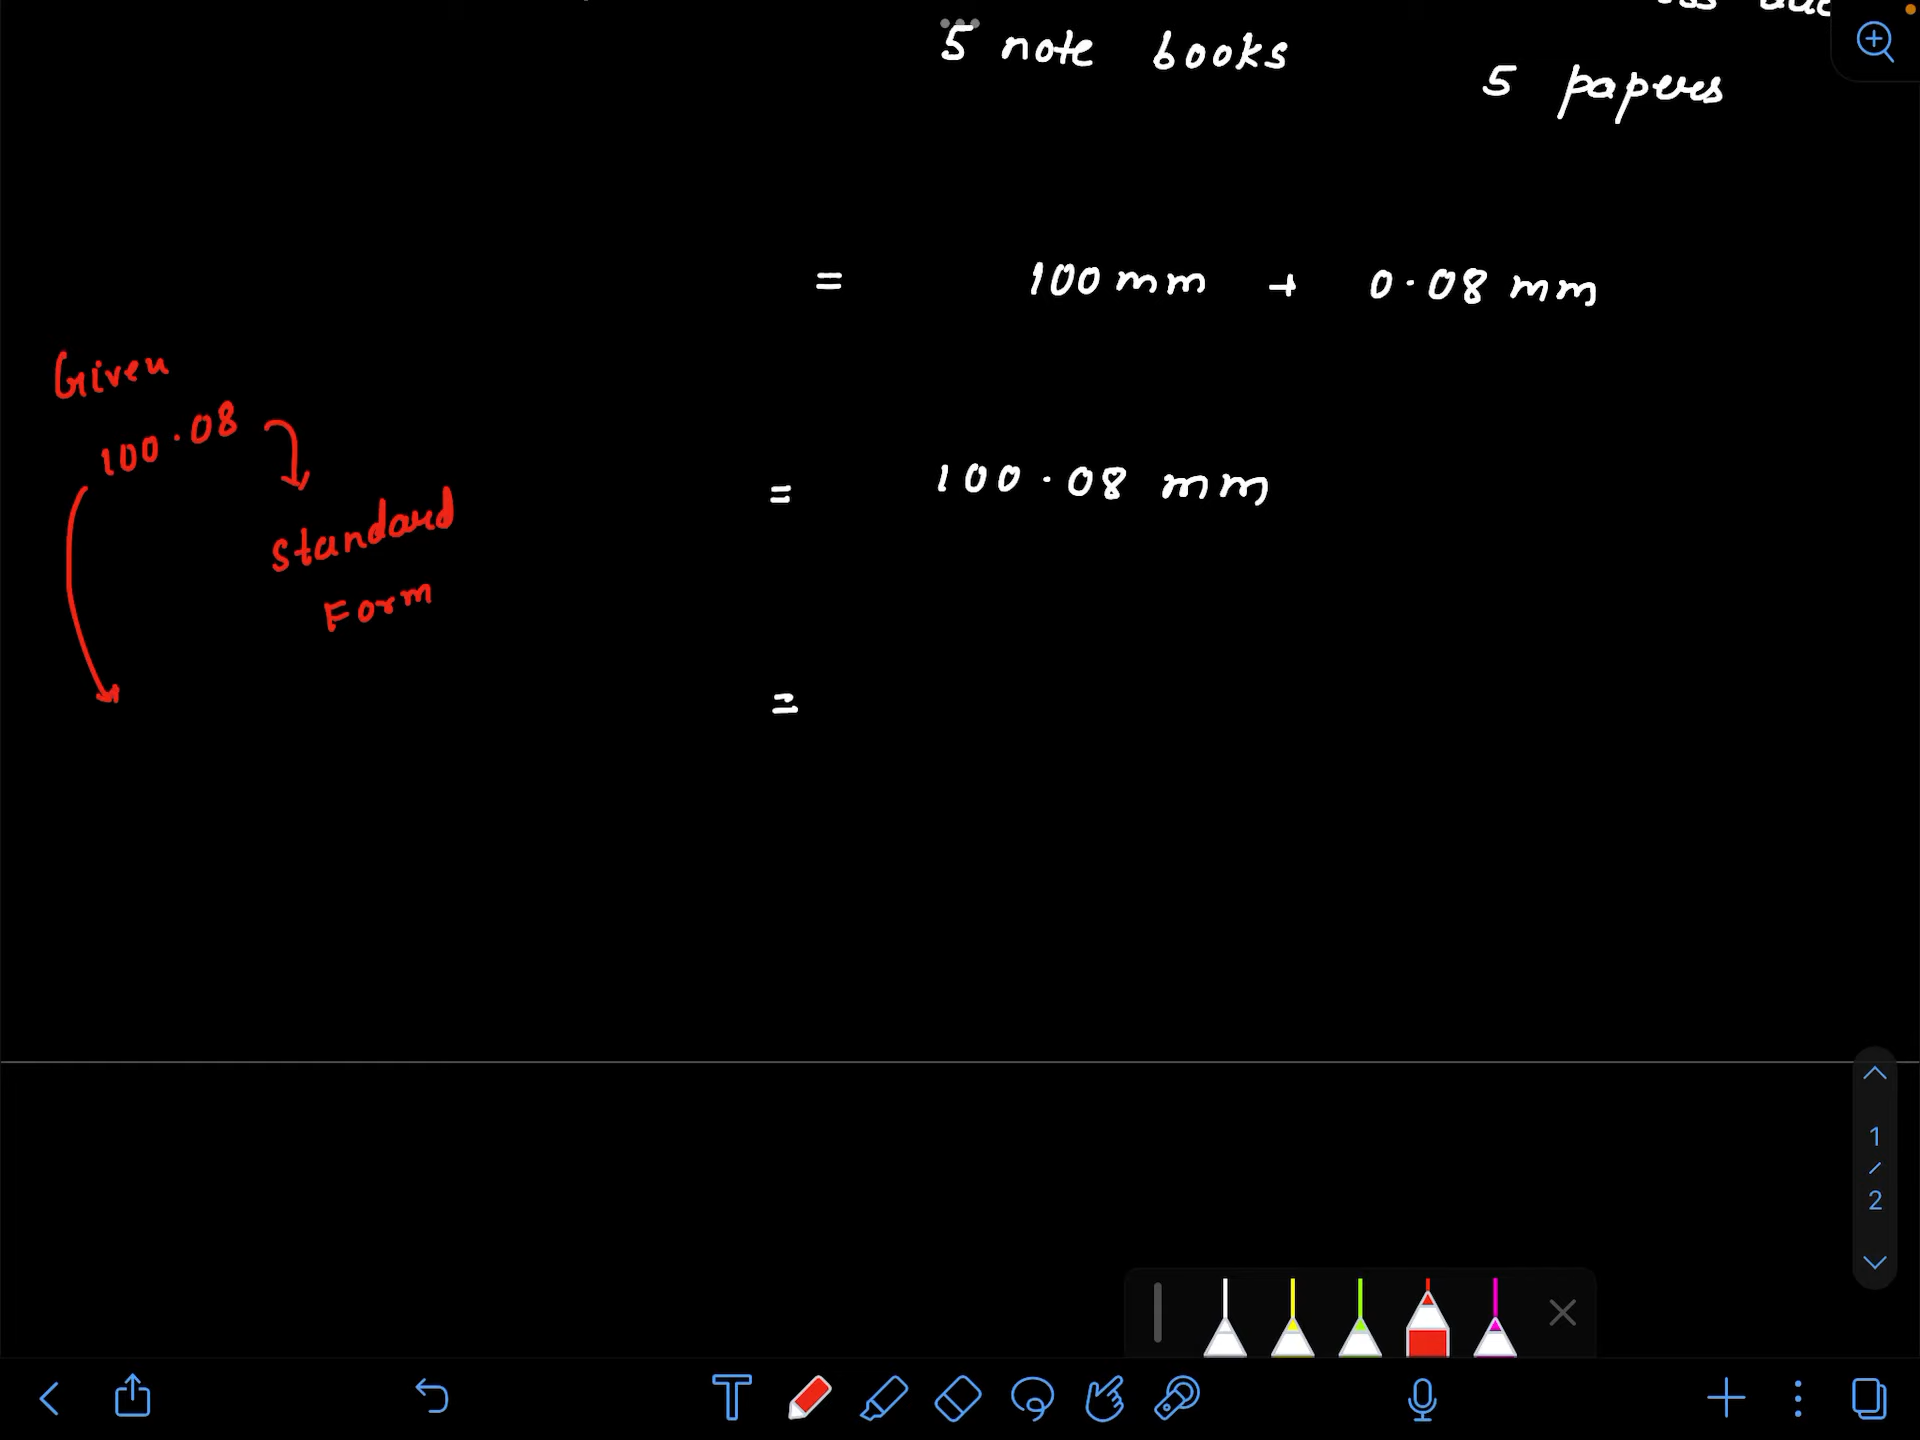 5 note books
5 papers
= 100 mm + 0.08 mm
Given
100.08
= 100.08 mm
Standard
Form
=
1
/
2